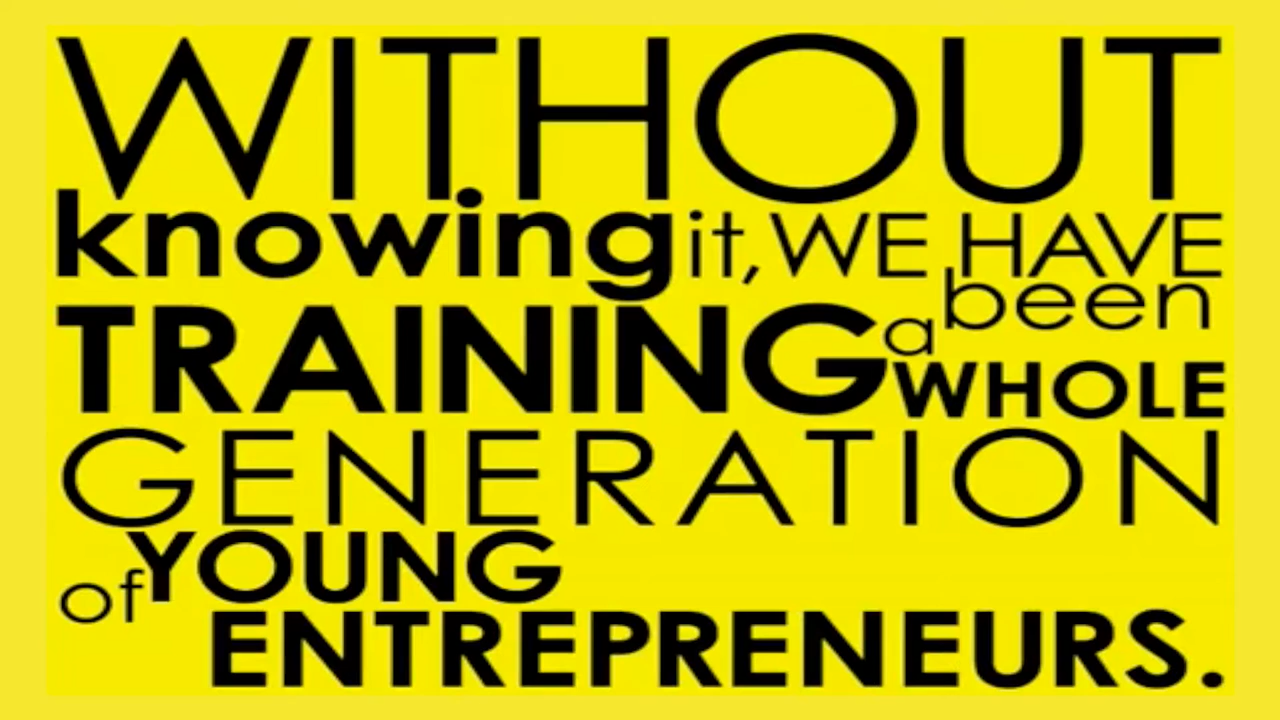 WITHOUT
knowing it, WE HAVE
been
TRAINING a
WHOLE
GENERATION
of YOUNG
ENTREPRENEURS.